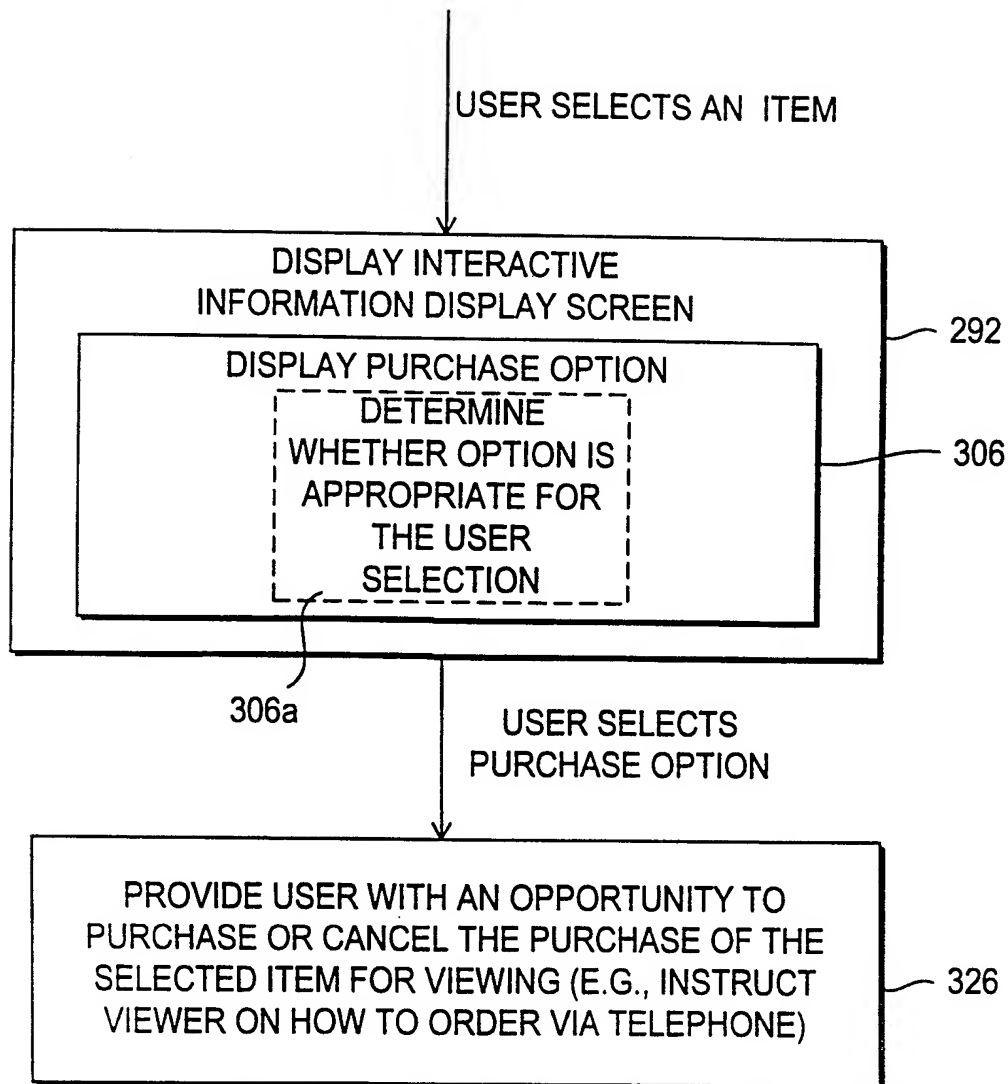 USER SELECTS AN ITEM
DISPLAY INTERACTIVE
INFORMATION DISPLAY SCREEN
292
DISPLAY PURCHASE OPTION
DETERMINE
WHETHER OPTION IS
APPROPRIATE FOR
THE USER
SELECTION
306
306a
USER SELECTS
PURCHASE OPTION
PROVIDE USER WITH AN OPPORTUNITY TO
PURCHASE OR CANCEL THE PURCHASE OF THE
SELECTED ITEM FOR VIEWING (E.G., INSTRUCT
VIEWER ON HOW TO ORDER VIA TELEPHONE)
326